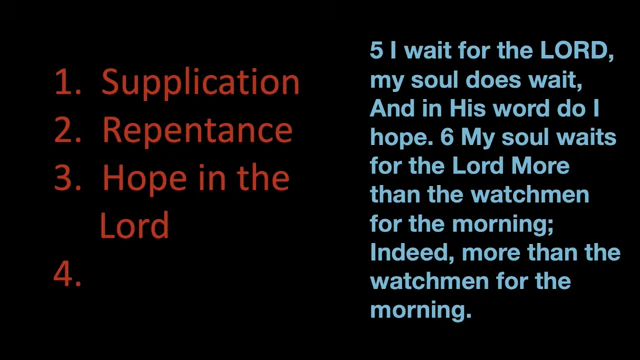 1. Supplication
2. Repentance
3. Hope in the
Lord
4.
5 I wait for the LORD,
my soul does wait,
And in His word do I
hope. 6 My soul waits
for the Lord More
than the watchmen
for the morning;
Indeed, more than the
watchmen for the
morning.